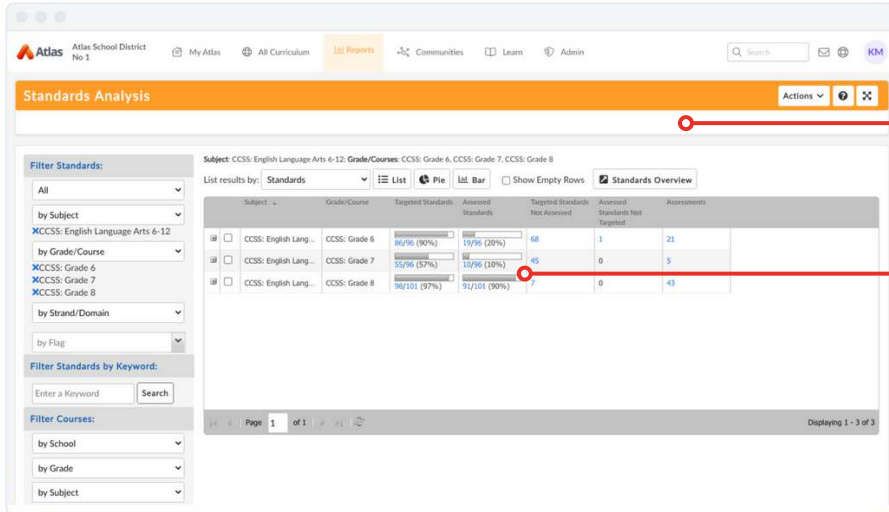 Atlas
Atlas School District
No 1
My Atlas
All Curriculum
Reports
Communities
Learn
Admin
Search
KM
Standards Analysis
Actions
Filter Standards:
All
by Subject
CCSS: English Language Arts 6-12
by Grade/Course
CCSS: Grade 6
CCSS: Grade 7
CCSS: Grade 8
by Strand/Domain
by Flag
Filter Standards by Keyword:
Enter a Keyword
Search
Filter Courses:
by School
by Grade
by Subject
Subject: CCSS: English Language Arts 6-12; Grade/Courses: CCSS: Grade 6, CCSS: Grade 7, CCSS: Grade 8
List results by: Standards List Pie Bar Show Empty Rows Standards Overview
Subject Grade/Course Targeted Standards Assessed Standards Targeted Standards Not Assessed Assessed Standards Not Targeted Assessments
CCSS: English Lang... CCSS: Grade 6 86/96 (90%) 19/96 (20%) 68 1 21
CCSS: English Lang... CCSS: Grade 7 55/96 (57%) 10/96 (10%) 45 0 5
CCSS: English Lang... CCSS: Grade 8 98/101 (97%) 91/101 (90%) 7 0 43
Page 1 of 1
Displaying 1 - 3 of 3